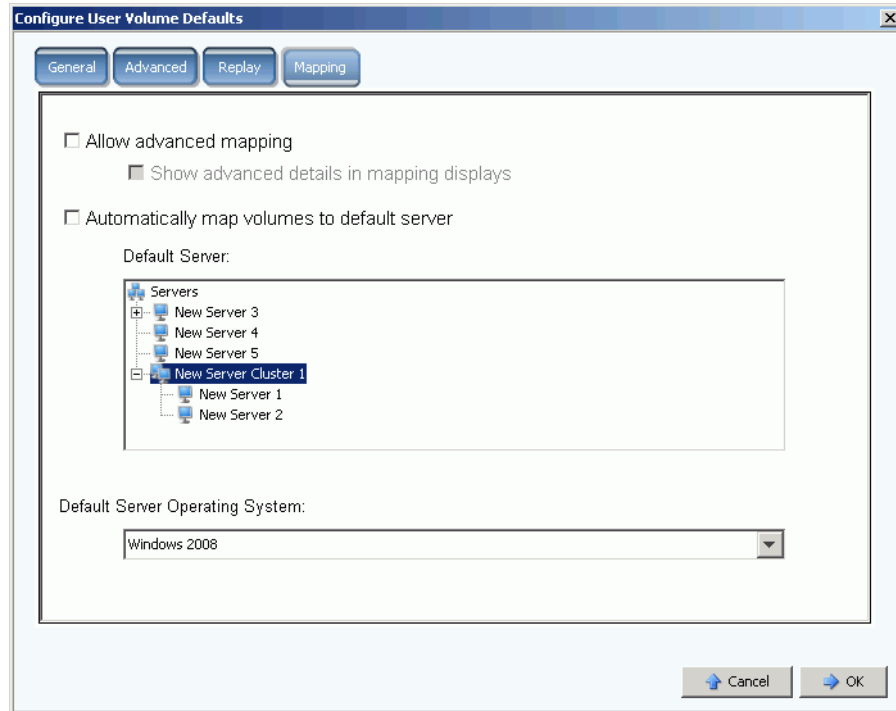 Configure User Volume Defaults
General
Advanced
Replay
Mapping
Allow advanced mapping
Show advanced details in mapping displays
Automatically map volumes to default server
Default Server:
Servers
New Server 3
New Server 4
New Server 5
New Server Cluster 1
New Server 1
New Server 2
Default Server Operating System:
Windows 2008
Cancel
OK